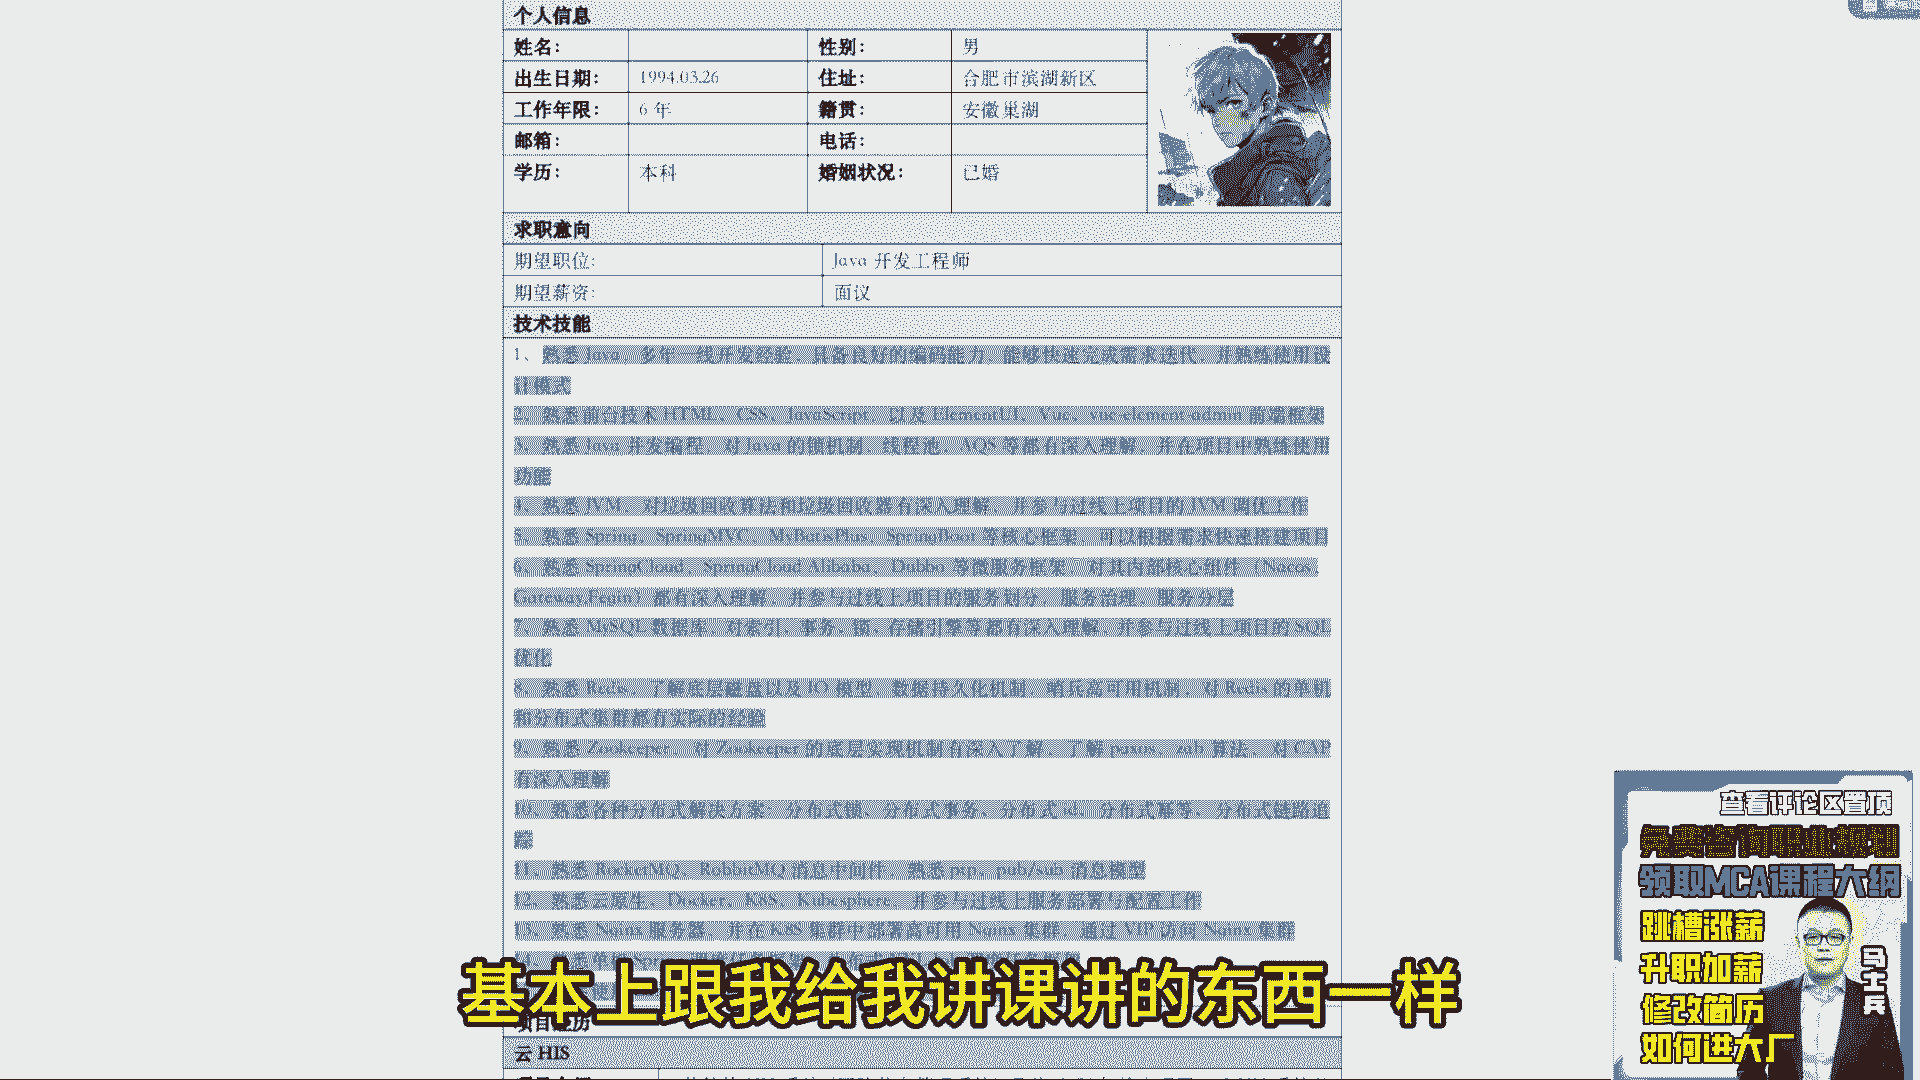 个人信息
姓名： 性别： 男
出生日期： 1994.03.26 住址： 合肥市滨湖新区
工作年限： 6 年 籍贯： 安徽巢湖
邮箱： 电话：
学历： 本科 婚姻状况： 已婚
求职意向
期望职位: Java 开发工程师
期望薪资: 面议
技术技能
1、熟悉 Java，多年一线开发经验，具备良好的编码能力，能够快速完成需求迭代，并熟练使用设
计模式
2、熟悉前台技术 HTML、CSS、JavaScript，以及 ElementUI、Vue、vue-element-admin 前端框架
3、熟悉 Java 并发编程，对 Java 的锁机制、线程池、AQS 等都有深入理解，并在项目中熟练使用
功能
4、熟悉 JVM，对垃圾回收算法和垃圾回收器有深入理解，并参与过线上项目的 JVM 调优工作
5、熟悉 Spring、SpringMVC、MyBatisPlus、SpringBoot 等核心框架，可以根据需求快速搭建项目
6、熟悉 SpringCloud、SpringCloud Alibaba、Dubbo 等微服务框架，对其内部核心组件（Nacos、
Gateway,Fegin）都有深入理解，并参与过线上项目的服务划分、服务治理、服务分层
7、熟悉 MySQL 数据库，对索引、事务、锁、存储引擎等都有深入理解，并参与过线上项目的 SQL
优化
8、熟悉 Redis，了解底层磁盘以及 IO 模型，数据持久化机制，哨兵高可用机制，对 Redis 的单机
和分布式集群都有实际的经验
9、熟悉 Zookeeper，对 Zookeeper 的底层实现机制有深入了解，了解 paxos、zab 算法，对 CAP
有深入理解
10、熟悉各种分布式解决方案：分布式锁、分布式事务、分布式 id、分布式幂等、分布式链路追
踪
11、熟悉 RocketMQ、RabbitMQ 消息中间件，熟悉 ptp、pub/sub 消息模型
12、熟悉云原生、Docker、K8S、Kubesphere，并参与过线上服务部署与配置工作
13、熟悉 Nginx 服务器，并在 K8S 集群中部署高可用 Nginx 集群，通过 VIP 访问 Nginx 集群
基本上跟我给我讲课讲的东西一样
项目经历
云 HIS
查看评论区置顶
免费咨询职业规划
领取MCA课程大纲
跳槽涨薪
升职加薪
修改简历
如何进大厂
马士兵